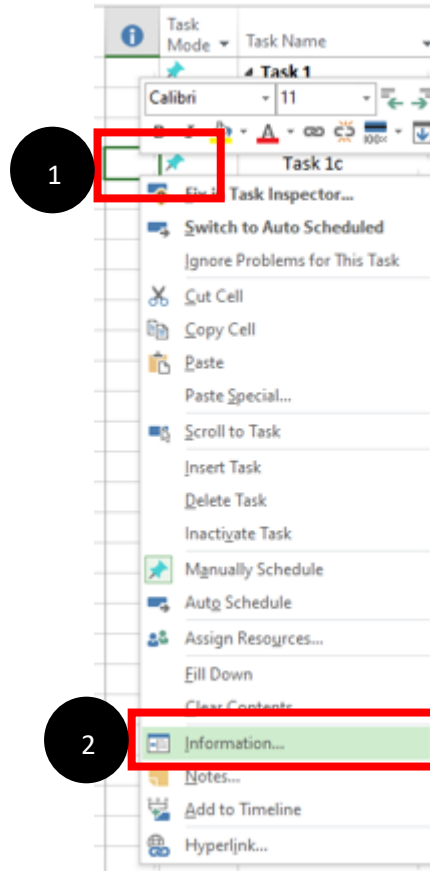 Task
Mode
Task Name
Task 1
Calibri
11
A
100%
1
Task 1c
Fix in Task Inspector...
Switch to Auto Scheduled
Ignore Problems for This Task
Cut Cell
Copy Cell
Paste
Paste Special...
Scroll to Task
Insert Task
Delete Task
Inactivate Task
Manually Schedule
Auto Schedule
Assign Resources...
Fill Down
Clear Contents
2
Information...
Notes...
Add to Timeline
Hyperlink...